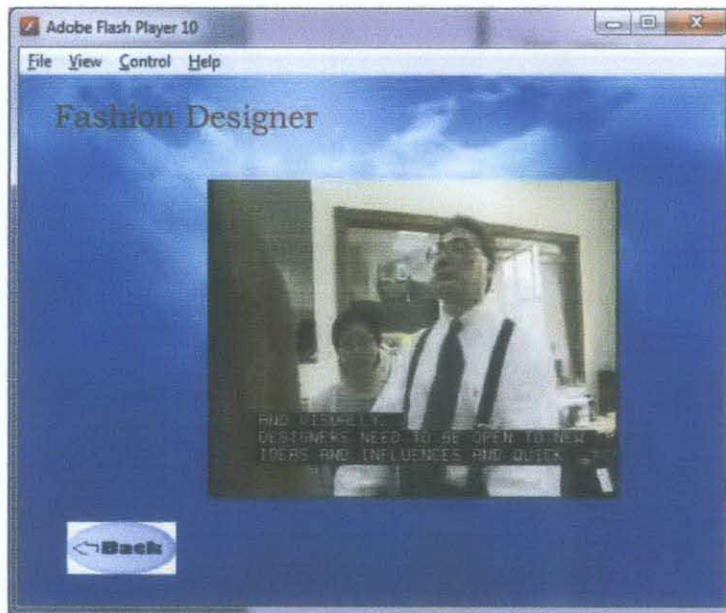 Adobe Flash Player 10
File View Control Help
Fashion Designer
AND VISUALLY.
DESIGNERS NEED TO BE OPEN TO NEW
IDEAS AND INFLUENCES AND QUICK
Back